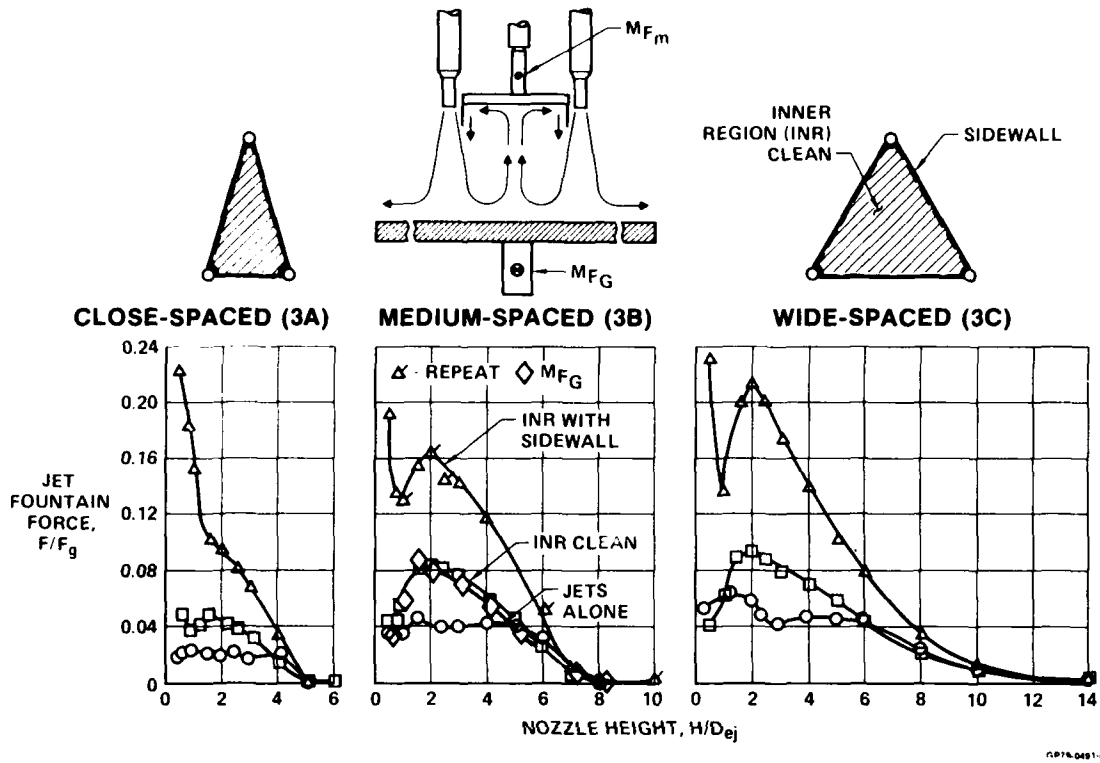 M_Fm
INNER
REGION (INR)
CLEAN
SIDEWALL
M_FG
CLOSE-SPACED (3A)
MEDIUM-SPACED (3B)
WIDE-SPACED (3C)
0.24
0.20
0.16
0.12
0.08
0.04
0
JET
FOUNTAIN
FORCE,
F/F_g
- REPEAT
M_FG
INR WITH
SIDEWALL
INR CLEAN
JETS
ALONE
0 2 4 6
0 2 4 6 8 10
0 2 4 6 8 10 12 14
NOZZLE HEIGHT, H/D_ej